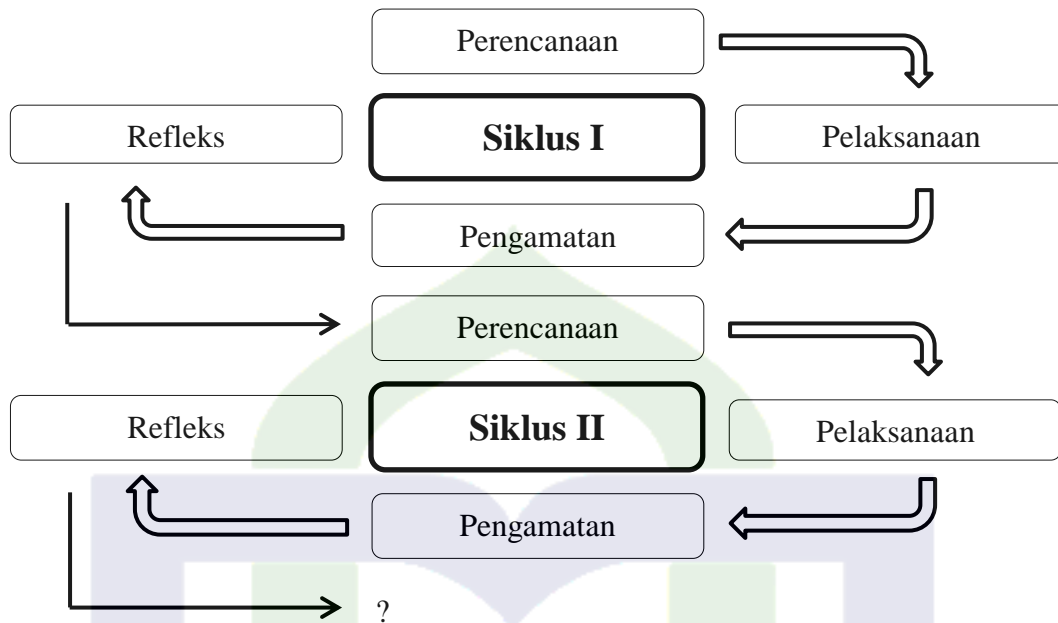 Perencanaan
Refleks
Siklus I
Pelaksanaan
Pengamatan
Perencanaan
Refleks
Siklus II
Pelaksanaan
Pengamatan
?